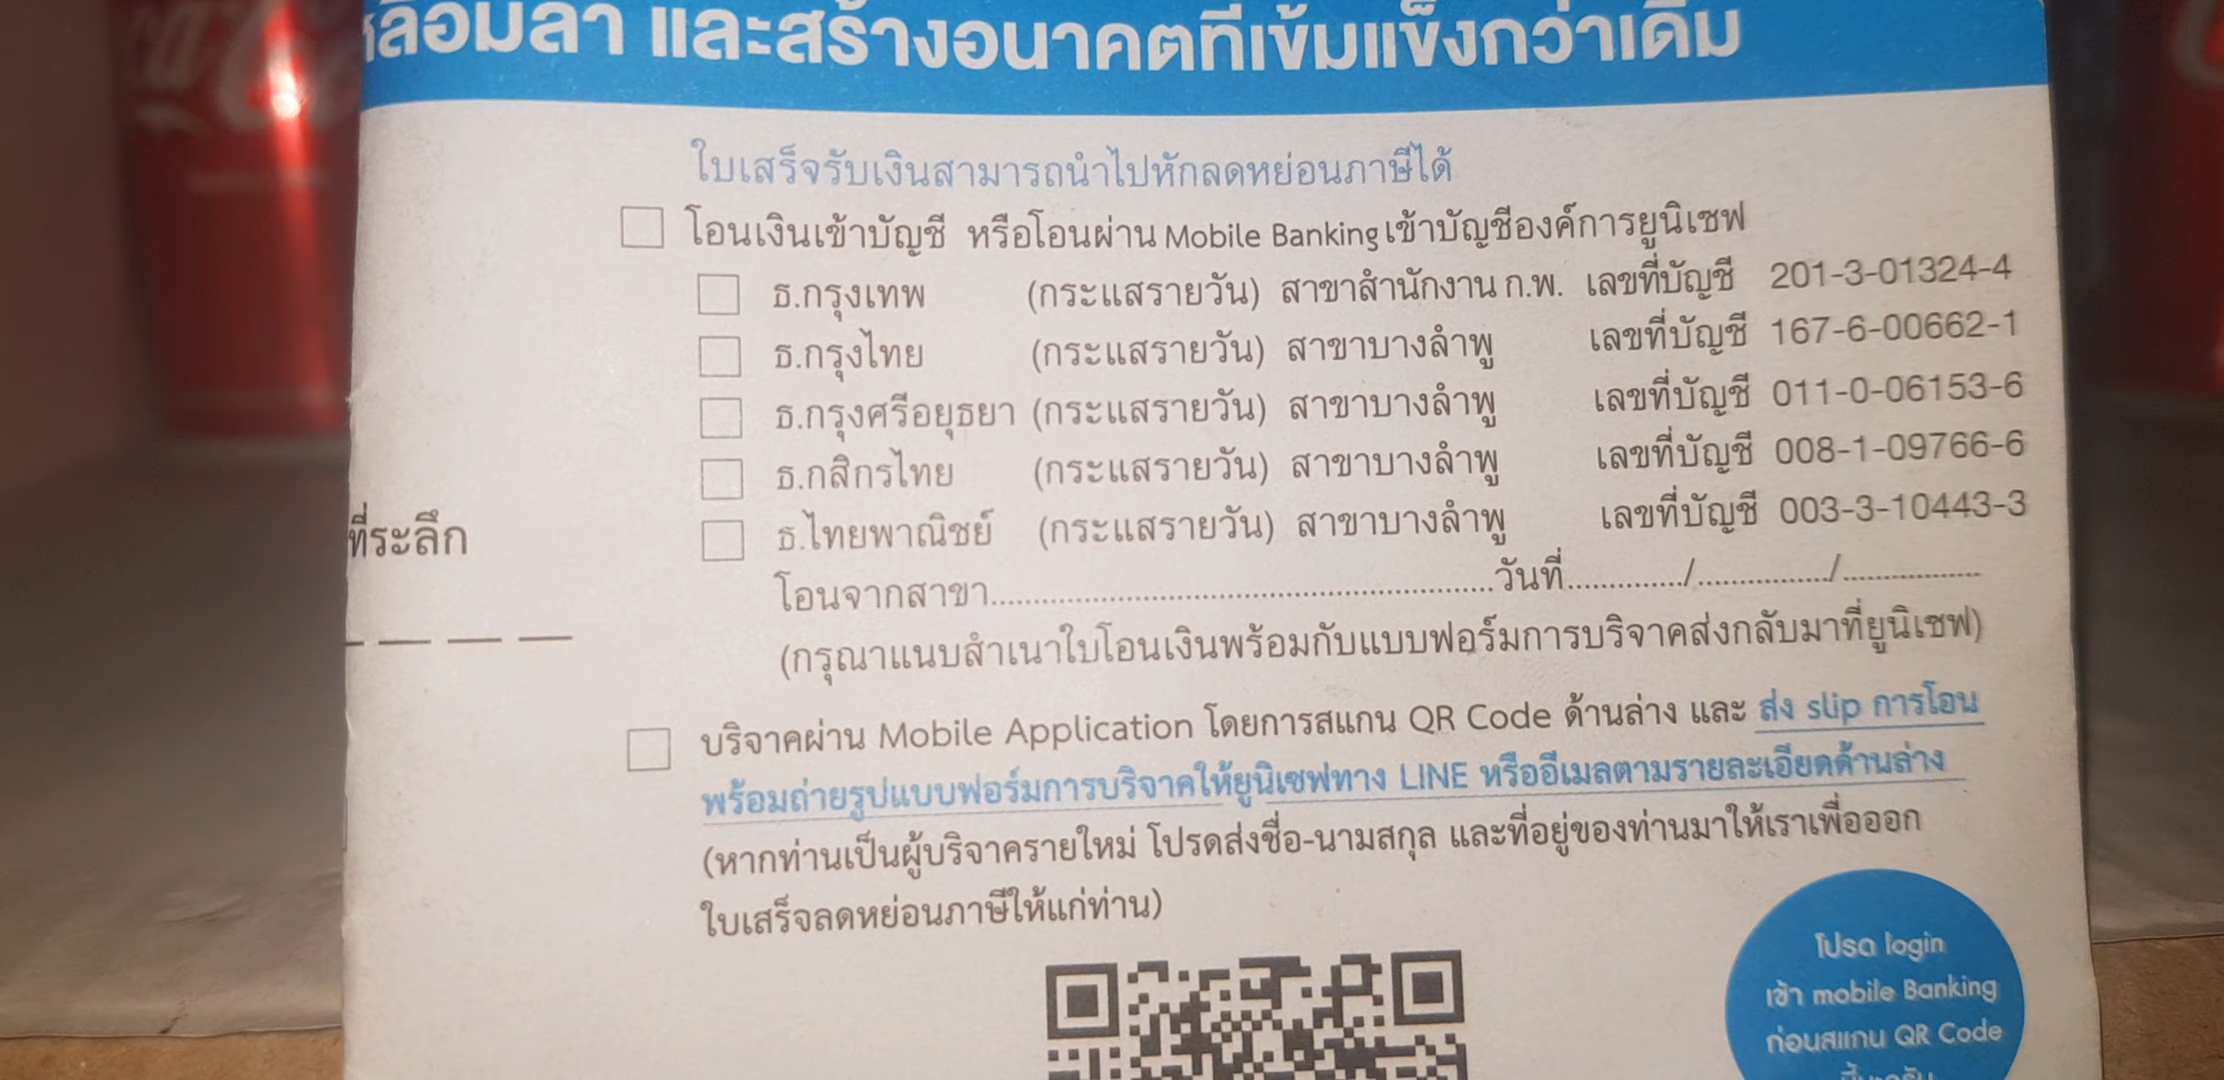 และสร้างอนาคตที่เข้มแข็งกว่าเดิม
ใบเสร็จรับเงินสามารถนำไปหักลดหย่อนภาษีได้
โอนเงินเข้าบัญชี หรือโอนผ่าน Mobile Banking เข้าบัญชีองค์การยูนิเซฟ
ธ.กรุงเทพ (กระแสรายวัน) สาขาสำนักงาน ก.พ. เลขที่บัญชี 201-3-01324-4
ธ.กรุงไทย (กระแสรายวัน) สาขาบางลำพู เลขที่บัญชี 167-6-00662-1
ธ.กรุงศรีอยุธยา (กระแสรายวัน) สาขาบางลำพู เลขที่บัญชี 011-0-06153-6
ธ.กสิกรไทย (กระแสรายวัน) สาขาบางลำพู เลขที่บัญชี 008-1-09766-6
ธ.ไทยพาณิชย์ (กระแสรายวัน) สาขาบางลำพู เลขที่บัญชี 003-3-10443-3
ที่ระลึก
โอนจากสาขา..........................................................วันที่............../................/.................
(กรุณาแนบสำเนาใบโอนเงินพร้อมกับแบบฟอร์มการบริจาคส่งกลับมาที่ยูนิเซฟ)
บริจาคผ่าน Mobile Application โดยการสแกน QR Code ด้านล่าง และ ส่ง slip การโอน
พร้อมถ่ายรูปแบบฟอร์มการบริจาคให้ยูนิเซฟทาง LINE หรืออีเมลตามรายละเอียดด้านล่าง
(หากท่านเป็นผู้บริจาครายใหม่ โปรดส่งชื่อ-นามสกุล และที่อยู่ของท่านมาให้เราเพื่อออก
ใบเสร็จลดหย่อนภาษีให้แก่ท่าน)
โปรด login
เข้า mobile Banking
ก่อนสแกน QR Code